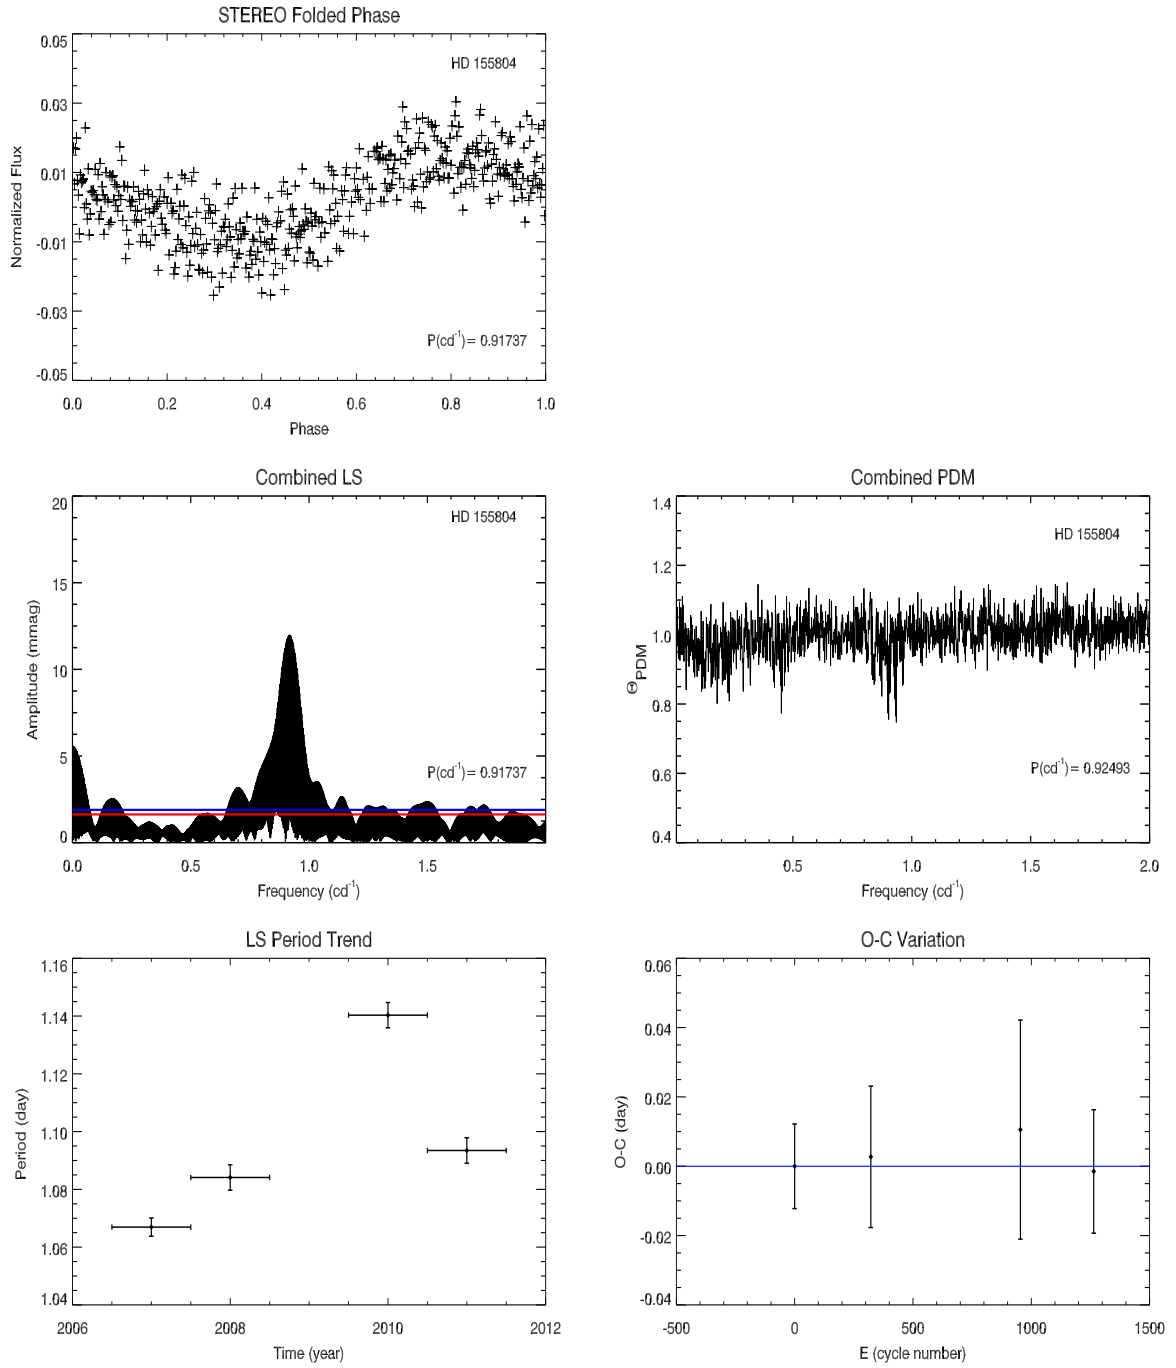 STEREO Folded Phase
0.05
0.03
0.01
-0.01
-0.03
-0.05
Normalized Flux
HD 155804
P(cd⁻¹)= 0.91737
0.0 0.2 0.4 0.6 0.8 1.0
Phase
Combined LS
20
15
10
5
0
Amplitude (mmag)
HD 155804
P(cd⁻¹)= 0.91737
0.0 0.5 1.0 1.5
Frequency (cd⁻¹)
Combined PDM
1.4
1.2
1.0
0.8
0.6
0.4
Θ_PDM
HD 155804
P(cd⁻¹)= 0.92493
0.5 1.0 1.5 2.0
Frequency (cd⁻¹)
LS Period Trend
1.16
1.14
1.12
1.10
1.08
1.06
1.04
Period (day)
2006 2008 2010 2012
Time (year)
O-C Variation
0.06
0.04
0.02
0.00
-0.02
-0.04
O-C (day)
-500 0 500 1000 1500
E (cycle number)